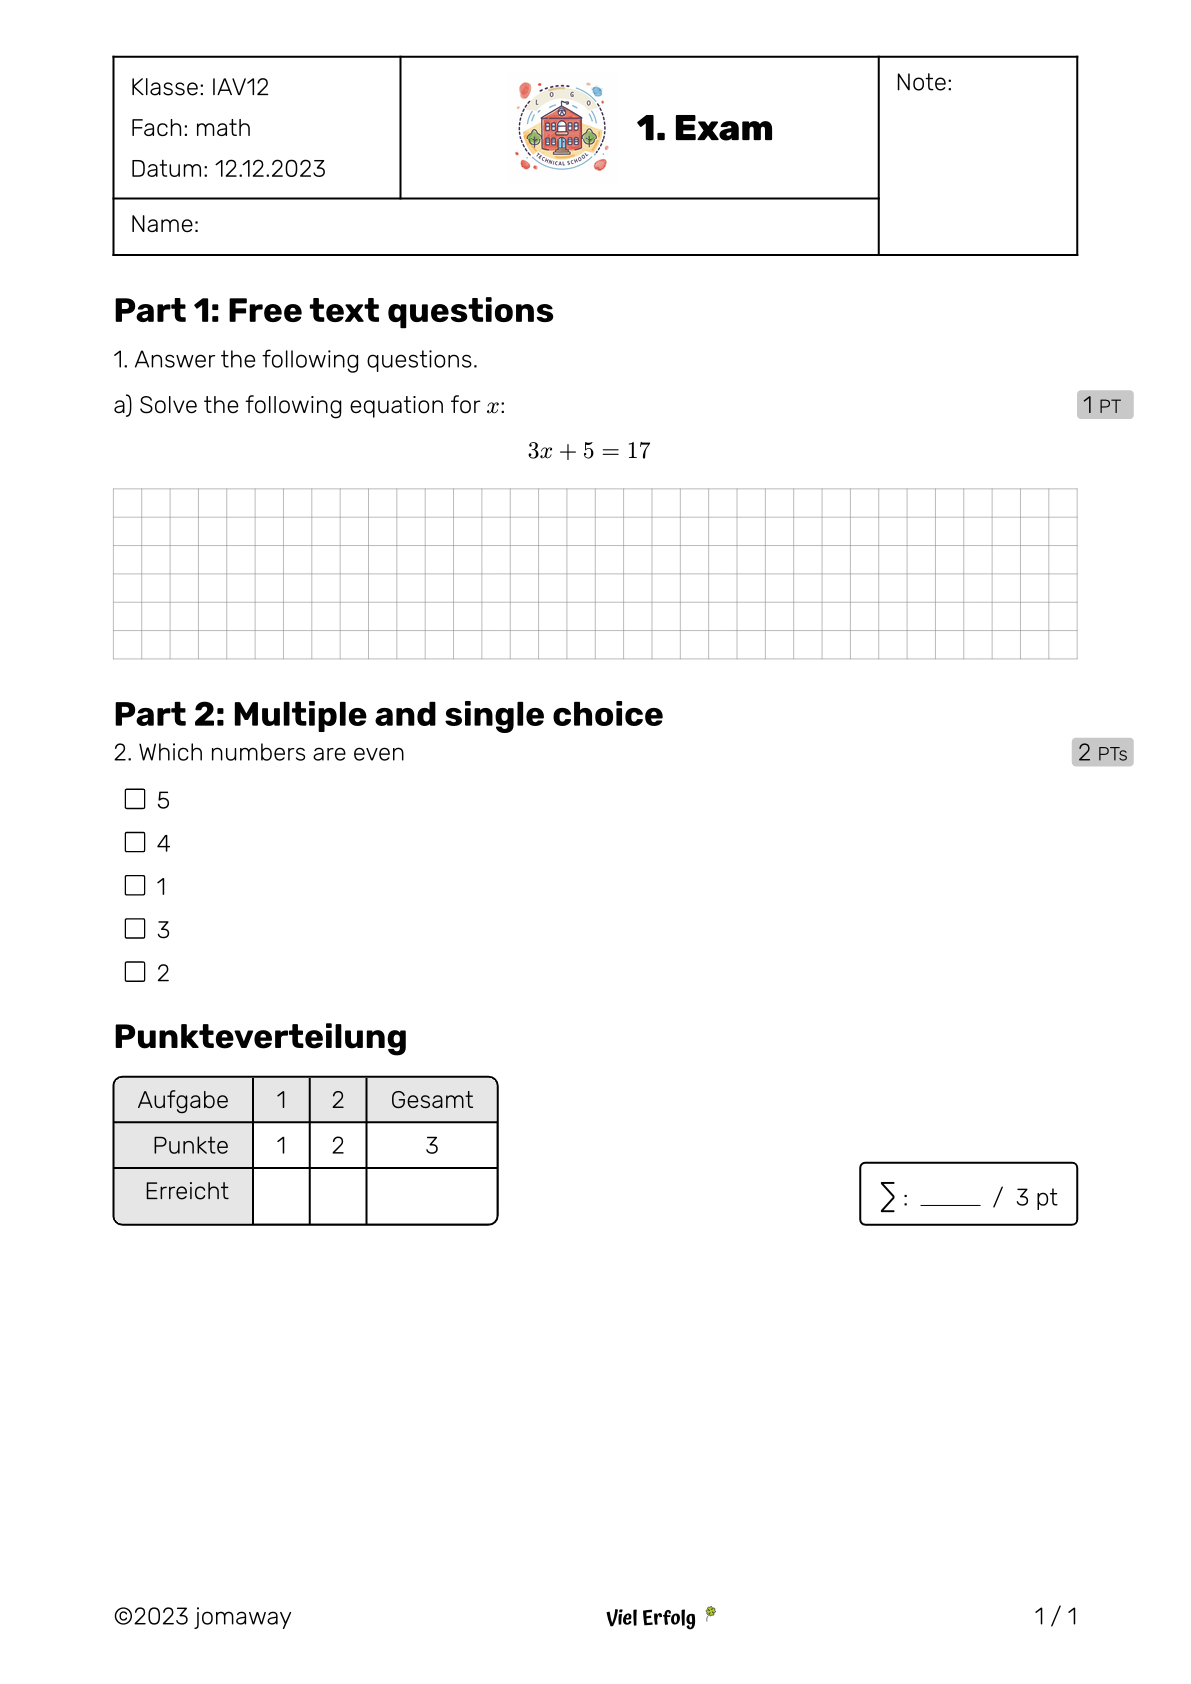 Klasse: IAV12
Fach: math
Datum: 12.12.2023
LOGO
TECHNICAL SCHOOL
1. Exam
Note:
Name:
Part 1: Free text questions
1. Answer the following questions.
a) Solve the following equation for x:
1 PT
3x + 5 = 17
Part 2: Multiple and single choice
2. Which numbers are even
2 PTs
5
4
1
3
2
Punkteverteilung
Aufgabe 1 2 Gesamt
Punkte 1 2 3
Erreicht
∑ : _____ / 3 pt
©2023 jomaway
Viel Erfolg
1 / 1